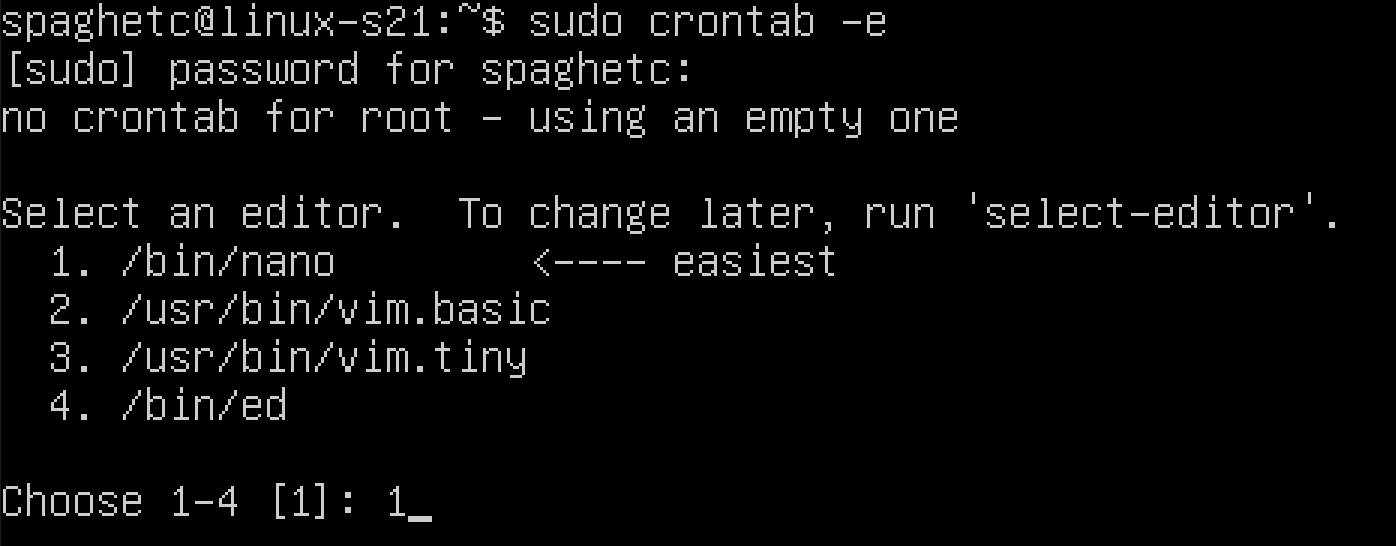 spaghetc@linux-s21:~$ sudo crontab -e
[sudo] password for spaghetc:
no crontab for root - using an empty one
Select an editor.  To change later, run 'select-editor'.
  1. /bin/nano        <---- easiest
  2. /usr/bin/vim.basic
  3. /usr/bin/vim.tiny
  4. /bin/ed
Choose 1-4 [1]: 1_